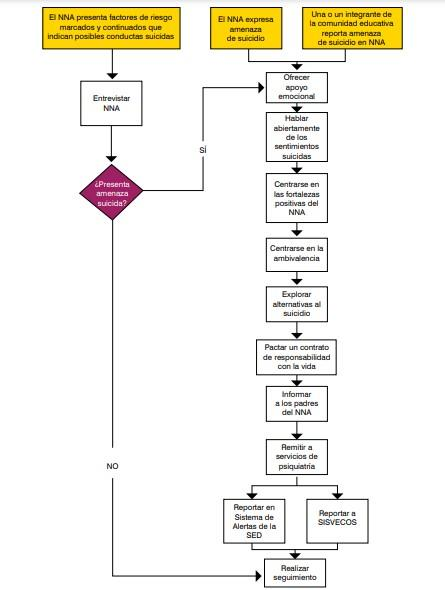 El NNA presenta factores de riesgo
marcados y continuados que
indican posibles conductas suicidas
El NNA expresa
amenaza
de suicidio
Una o un integrante de
la comunidad educativa
reporta amenaza
de suicidio en NNA
Entrevistar
NNA
¿Presenta
amenaza
suicida?
SÍ
NO
Ofrecer
apoyo
emocional
Hablar
abiertamente
de los
sentimientos
suicidas
Centrarse en
las fortalezas
positivas del
NNA
Centrarse en la
ambivalencia
Explorar
alternativas al
suicidio
Pactar un contrato
de responsabilidad
con la vida
Informar
a los padres
del NNA
Remitir a
servicios de
psiquiatría
Reportar en
Sistema de
Alertas de la
SED
Reportar a
SISVECOS
Realizar
seguimiento